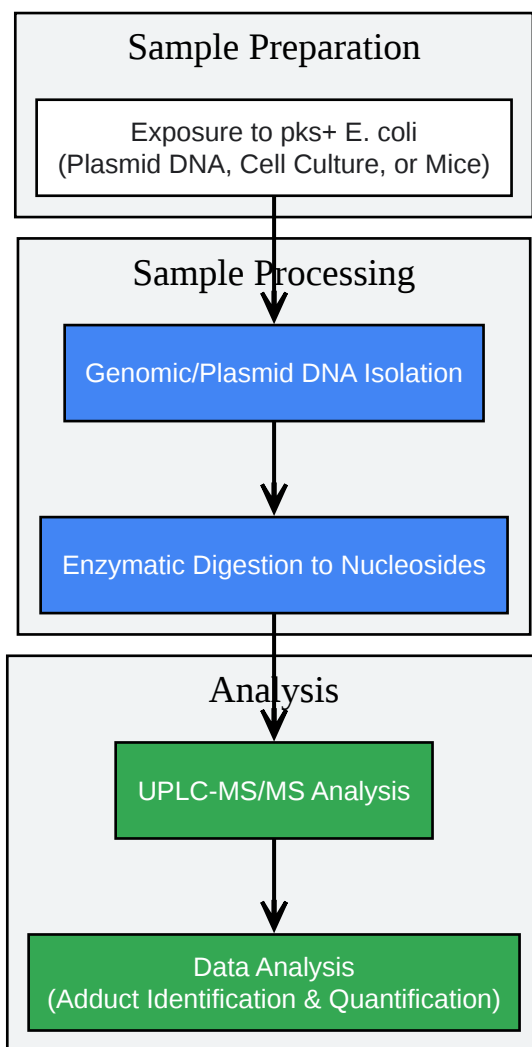 Sample Preparation
Exposure to pks+ E. coli
(Plasmid DNA, Cell Culture, or Mice)
Sample Processing
Genomic/Plasmid DNA Isolation
Enzymatic Digestion to Nucleosides
Analysis
UPLC-MS/MS Analysis
Data Analysis
(Adduct Identification & Quantification)